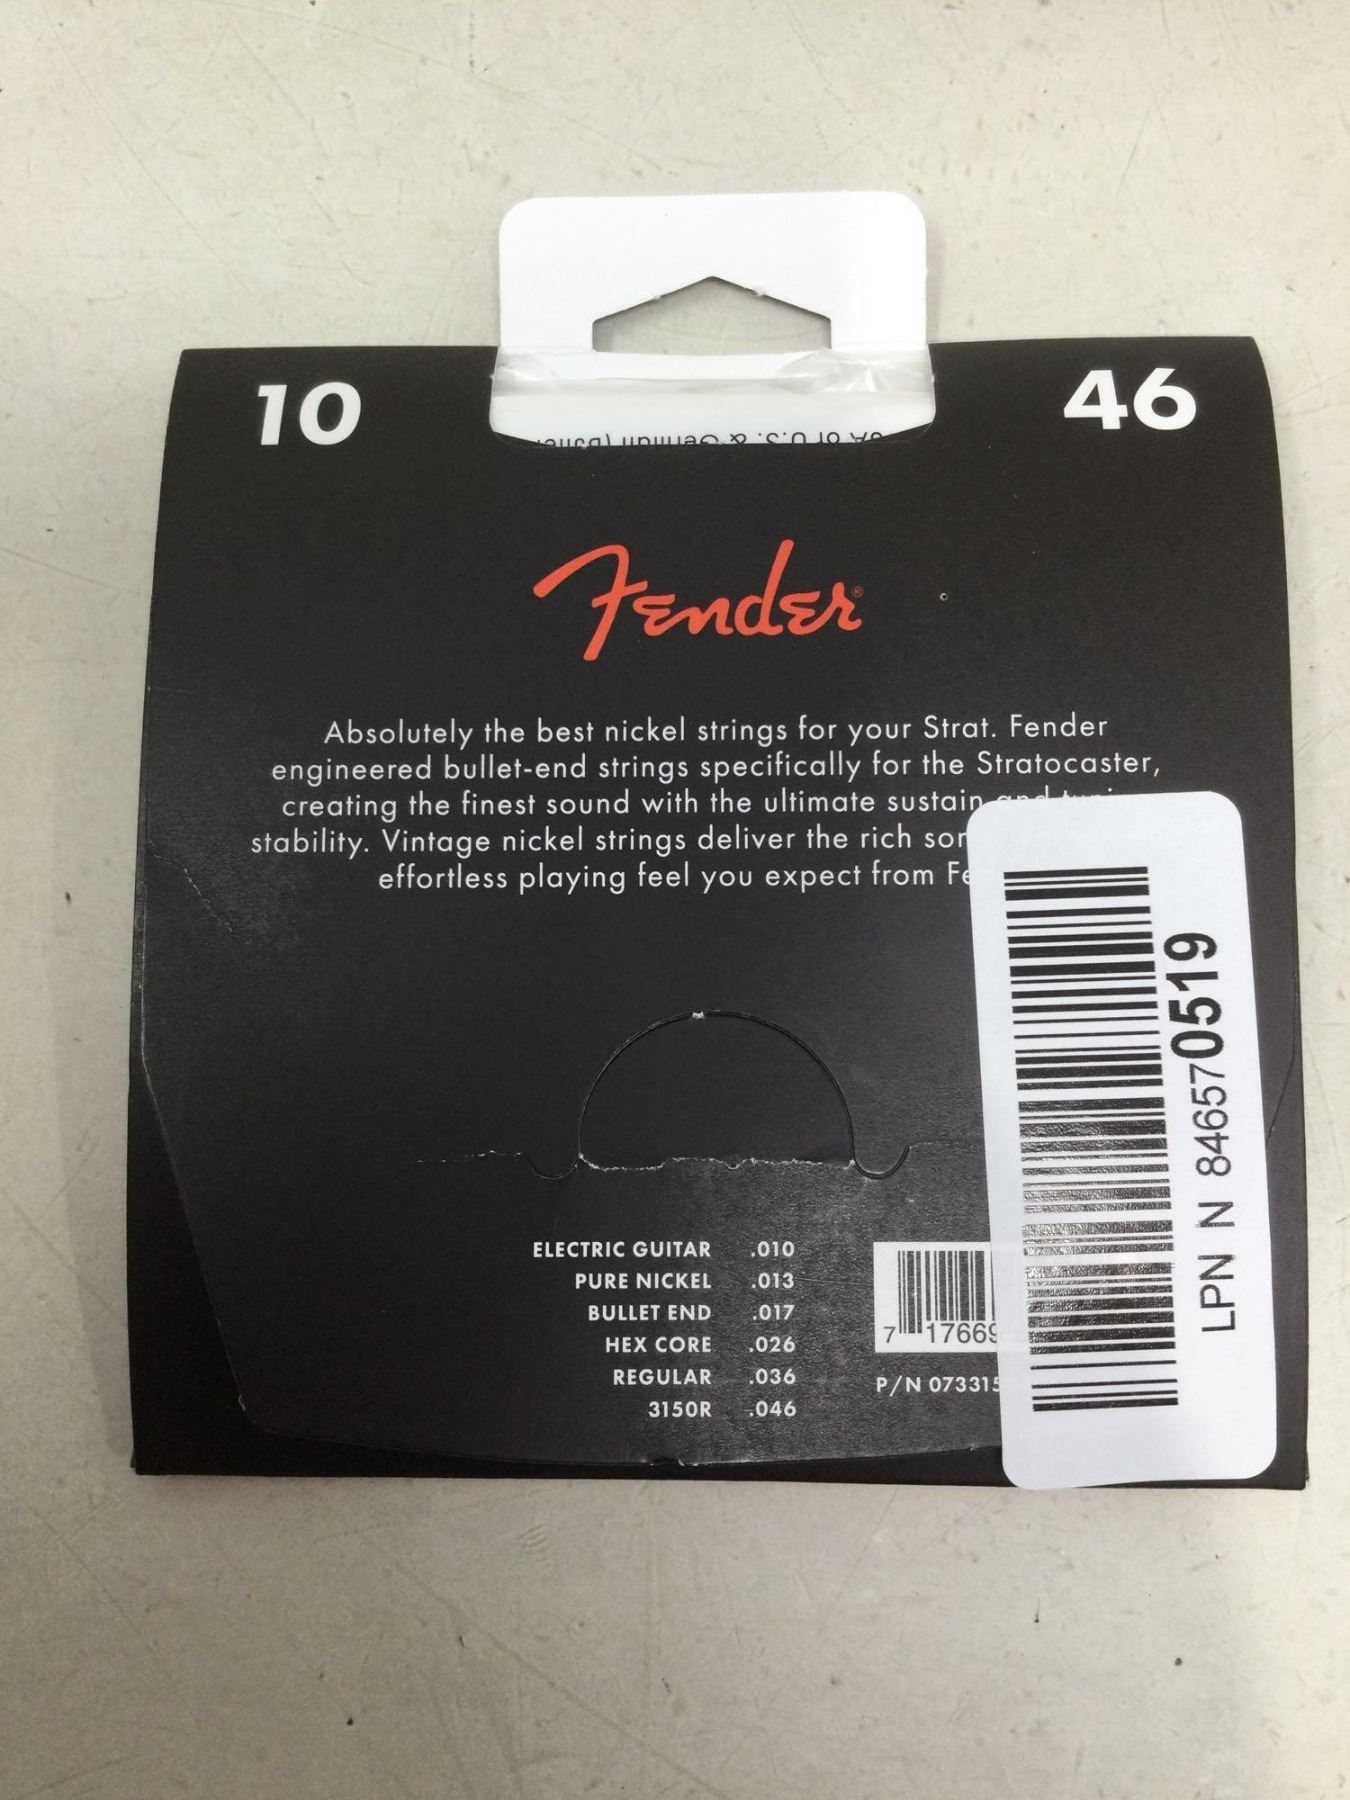 10
46
Fender®
Absolutely the best nickel strings for your Strat. Fender
engineered bullet-end strings specifically for the Stratocaster,
creating the finest sound with the ultimate sustain and
stability. Vintage nickel strings deliver the rich
effortless playing feel you expect from
ELECTRIC GUITAR .010
PURE NICKEL .013
BULLET END .017
HEX CORE .026
REGULAR .036
3150R .046
7 17669
P/N 073315
LPN N 846570519